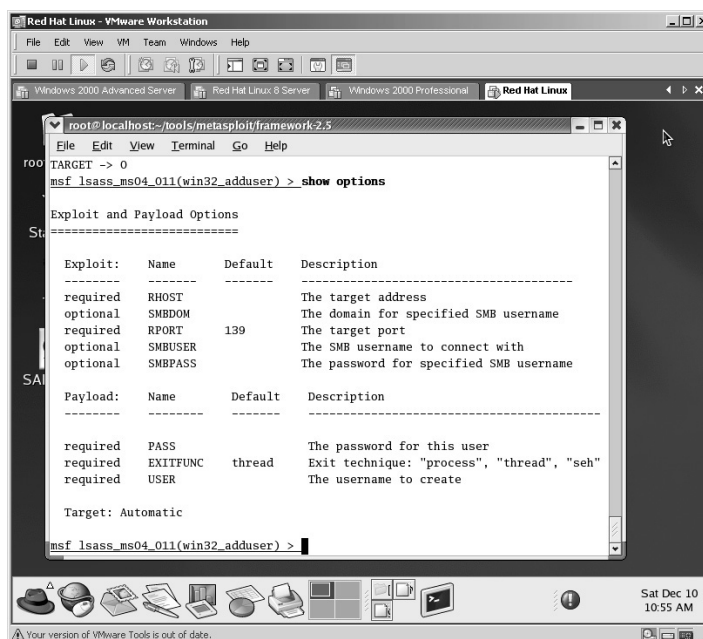 Red Hat Linux - VMware Workstation
File Edit View VM Team Windows Help
Windows 2000 Advanced Server Red Hat Linux 8 Server Windows 2000 Professional Red Hat Linux
root@localhost:~/tools/metasploit/framework-2.5
File Edit View Terminal Go Help
TARGET -> 0
msf lsass_ms04_011(win32_adduser) > show options
Exploit and Payload Options
===========================
Exploit: Name Default Description
-------- ------- ------- ----------------------------------------
required RHOST The target address
optional SMBDOM The domain for specified SMB username
required RPORT 139 The target port
optional SMBUSER The SMB username to connect with
optional SMBPASS The password for specified SMB username
Payload: Name Default Description
-------- -------- ------- -------------------------------------------
required PASS The password for this user
required EXITFUNC thread Exit technique: "process", "thread", "seh"
required USER The username to create
Target: Automatic
msf lsass_ms04_011(win32_adduser) >
Sat Dec 10
10:55 AM
Your version of VMware Tools is out of date.